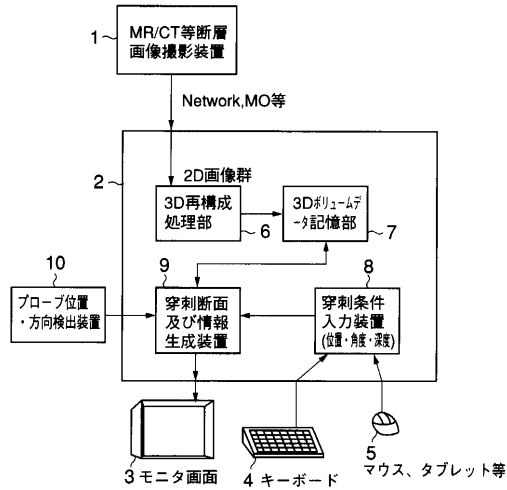 1
MR/CT等断層
画像撮影装置
Network,MO等
2
2D画像群
3D再構成
処理部
6
3Dボリュームデ
ータ記憶部
7
10
プローブ位置
・方向検出装置
9
穿刺断面
及び情報
生成装置
8
穿刺条件
入力装置
(位置・角度・深度)
3 モニタ画面
4 キーボード
5
マウス、タブレット等